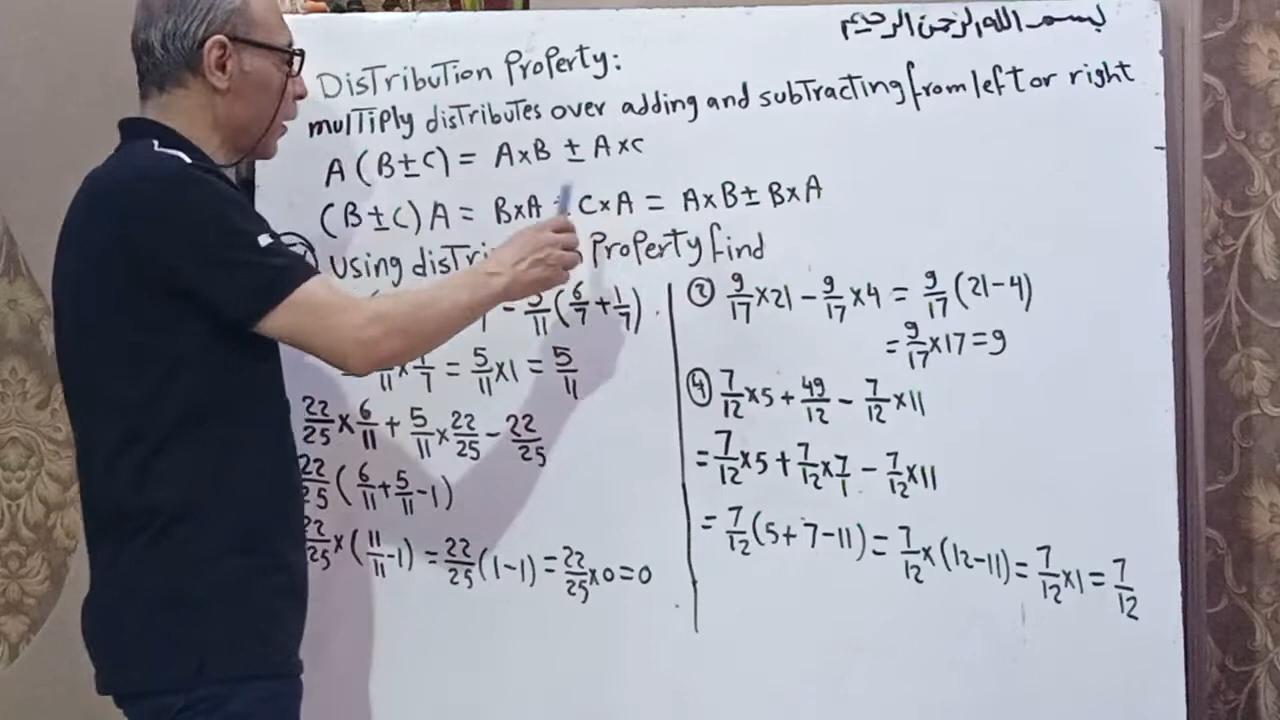 بسم الله الرحمن الرحيم
Distribution Property:
multiply distributes over adding and subtracting from left or right
A (B±C) = A×B ± A×C
(B±C) A = B×A ± C×A = A×B ± B×A
using Property find
5/11 (6/7 + 1/7)
1/7 = 5/11 × 1 = 5/11
22/25 × 6/11 + 5/11 × 22/25 - 22/25
22/25 (6/11 + 5/11 - 1)
22/25 × (11/11 - 1) = 22/25 (1-1) = 22/25 × 0 = 0
② 9/17 × 21 - 9/17 × 4 = 9/17 (21-4)
= 9/17 × 17 = 9
④ 7/12 × 5 + 49/12 - 7/12 × 11
= 7/12 × 5 + 7/12 × 7/1 - 7/12 × 11
= 7/12 (5+7-11) = 7/12 × (12-11) = 7/12 × 1 = 7/12